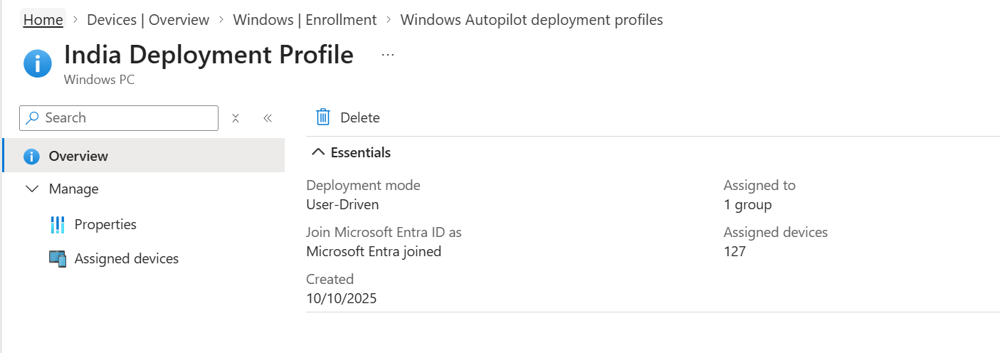 Home > Devices | Overview > Windows | Enrollment > Windows Autopilot deployment profiles
India Deployment Profile ...
Windows PC
Search
Delete
Overview
Essentials
Manage
Deployment mode
User-Driven
Assigned to
1 group
Properties
Join Microsoft Entra ID as
Microsoft Entra joined
Assigned devices
127
Assigned devices
Created
10/10/2025